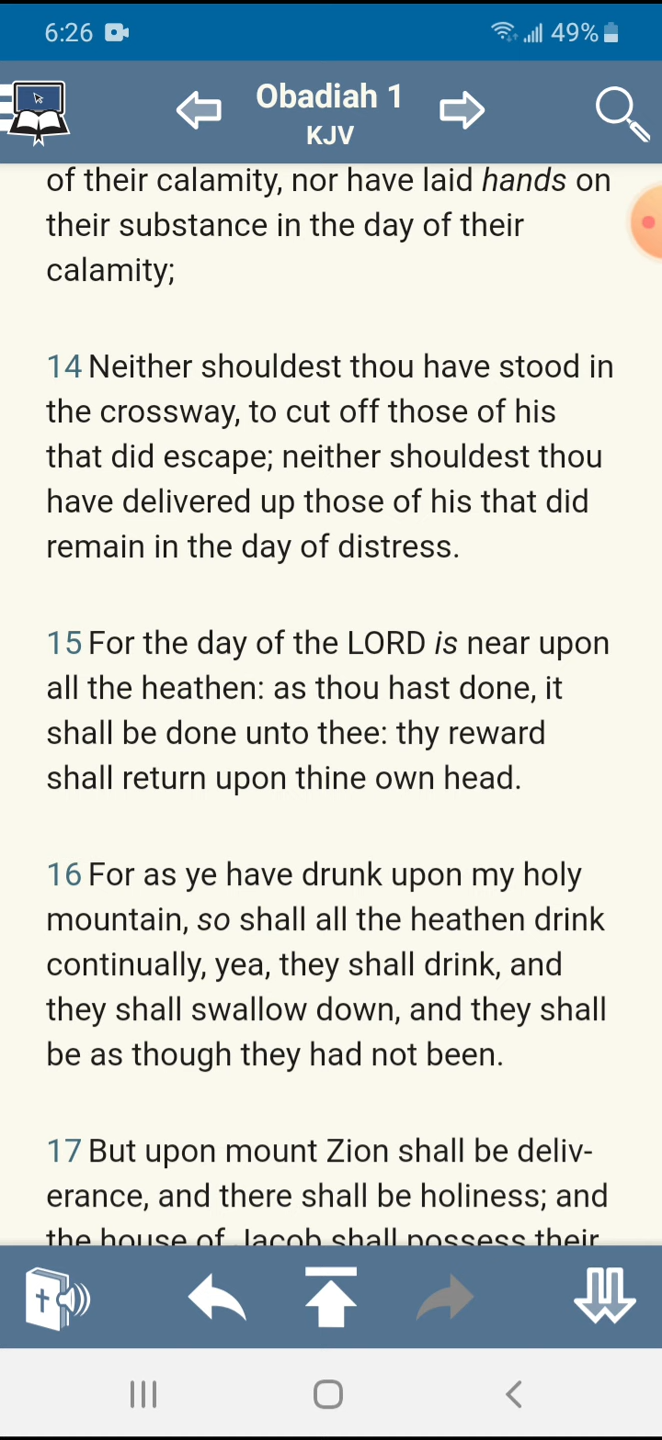 6:26
49%
Obadiah 1
KJV
of their calamity, nor have laid hands on
their substance in the day of their
calamity;
14 Neither shouldest thou have stood in
the crossway, to cut off those of his
that did escape; neither shouldest thou
have delivered up those of his that did
remain in the day of distress.
15 For the day of the LORD is near upon
all the heathen: as thou hast done, it
shall be done unto thee: thy reward
shall return upon thine own head.
16 For as ye have drunk upon my holy
mountain, so shall all the heathen drink
continually, yea, they shall drink, and
they shall swallow down, and they shall
be as though they had not been.
17 But upon mount Zion shall be deliv-
erance, and there shall be holiness; and
the house of Jacob shall possess their